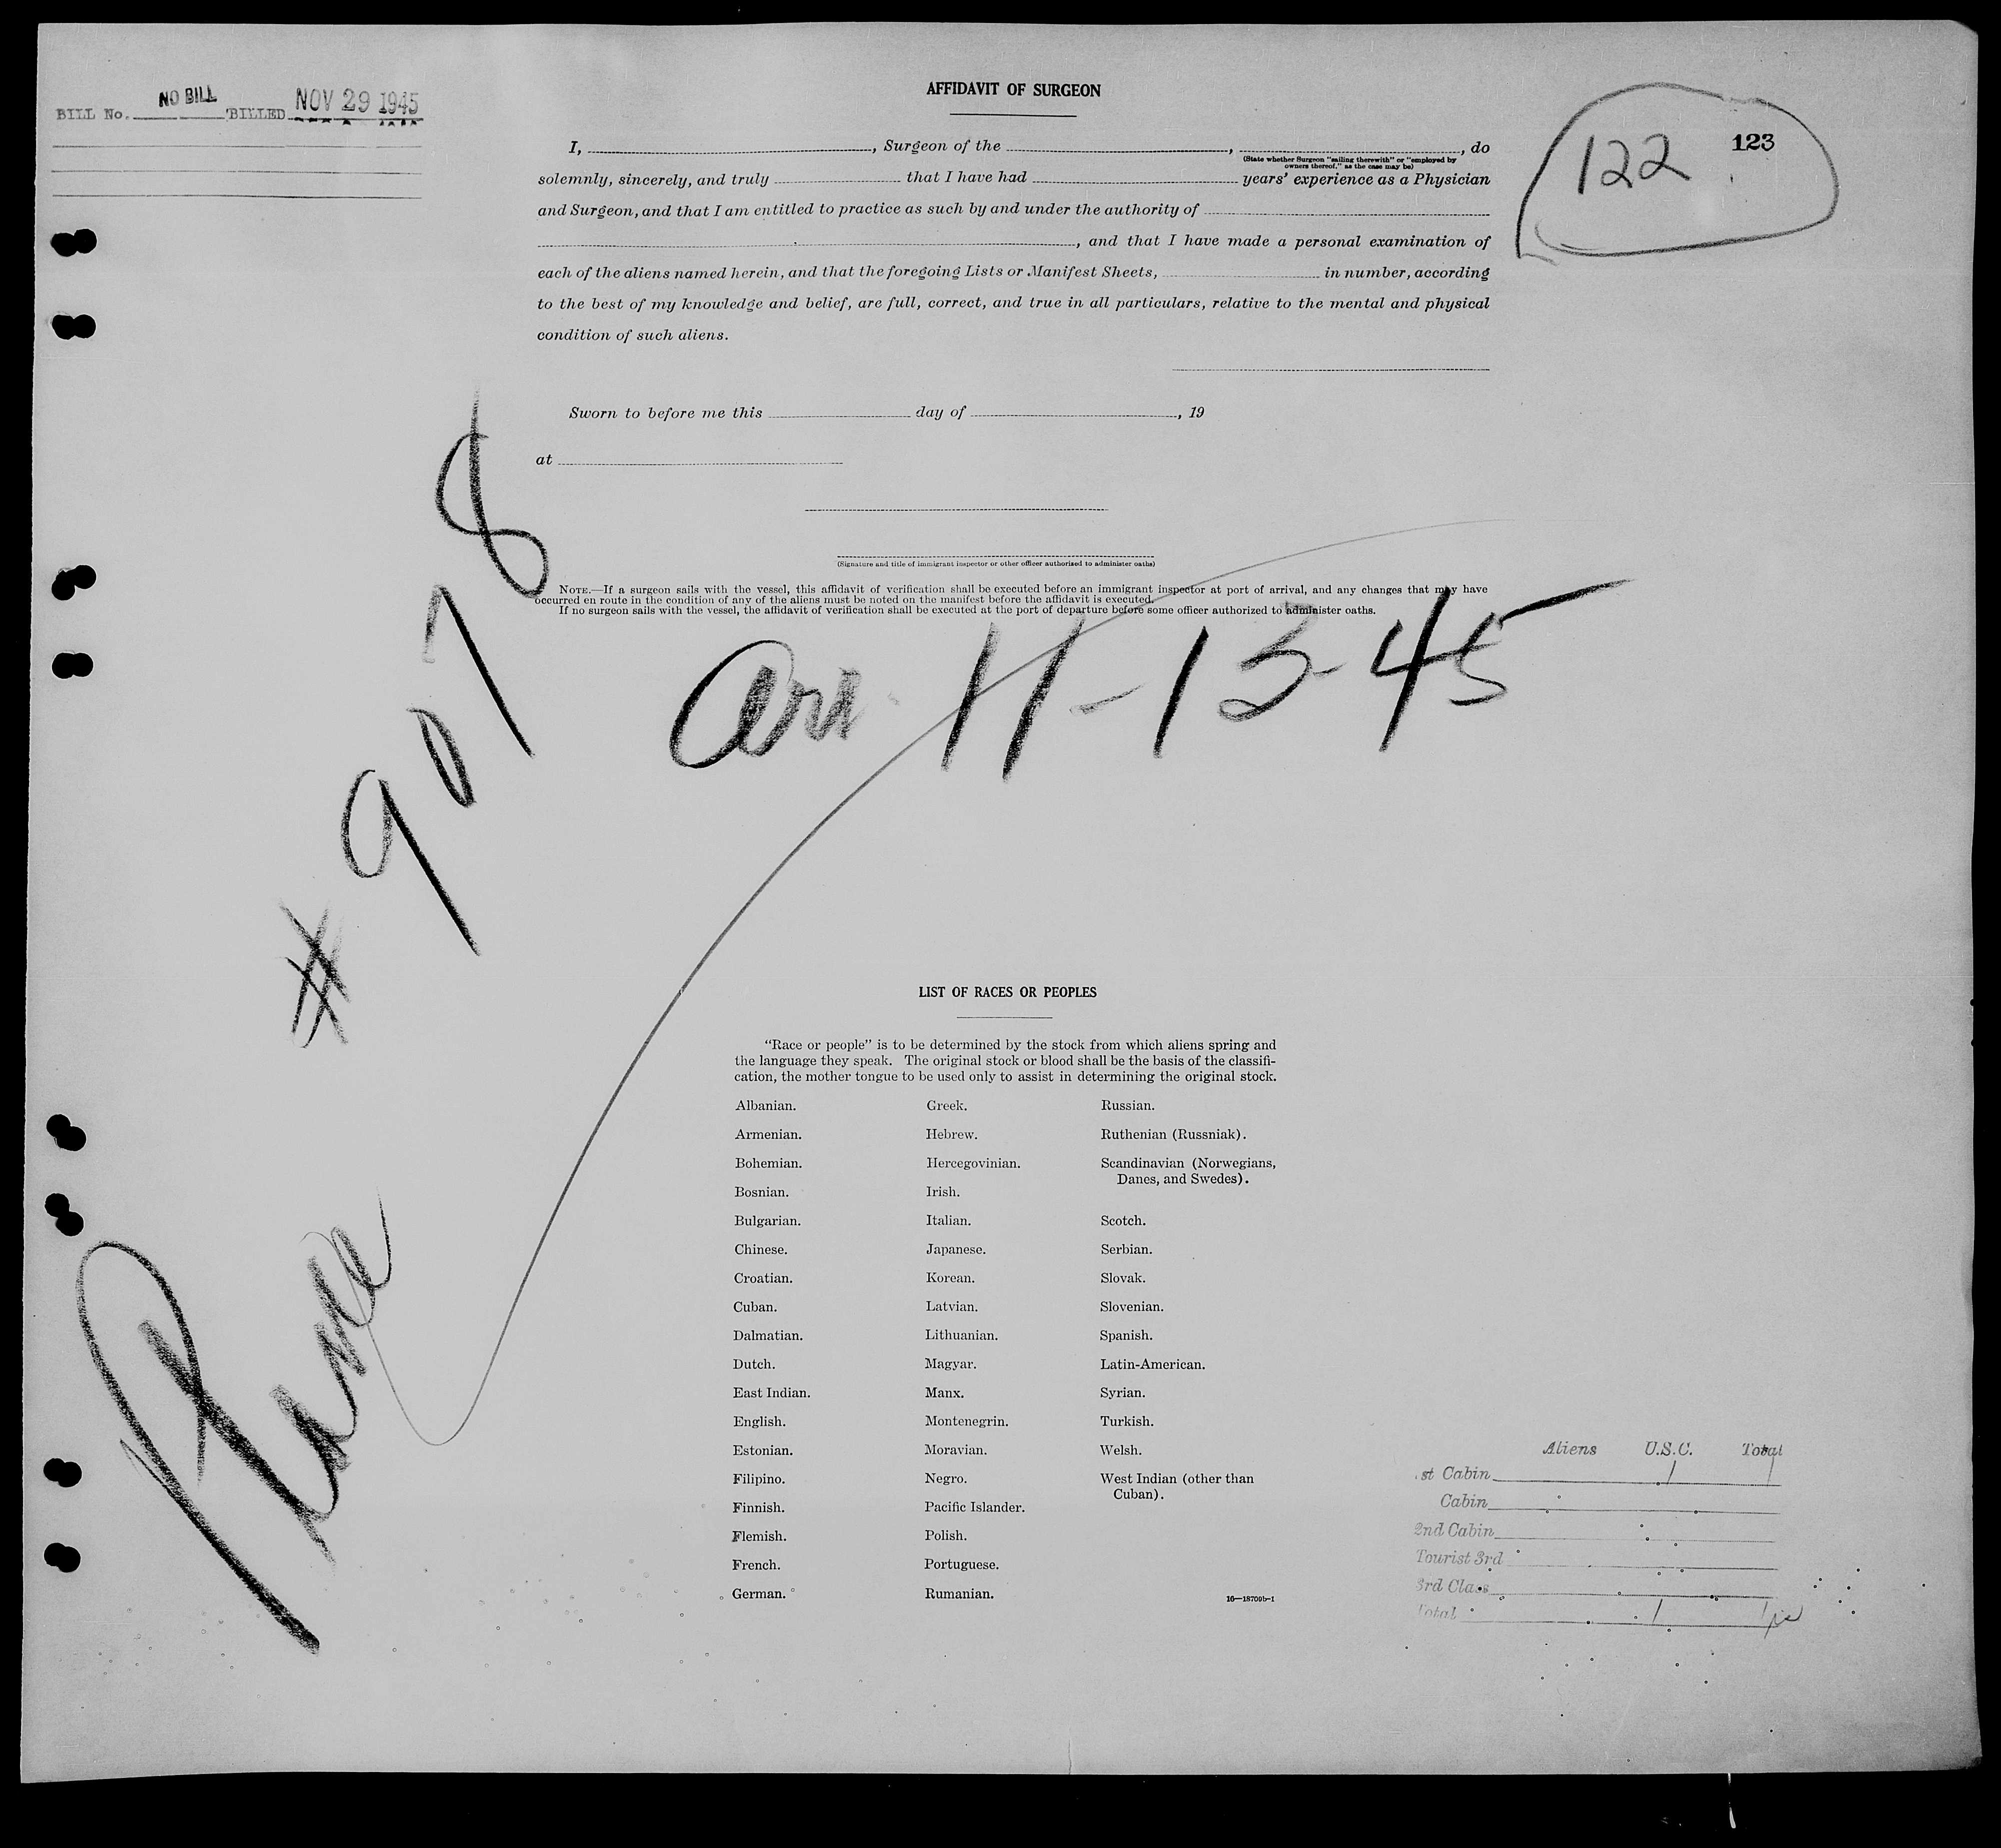 BILL No. NO BILL BILLED NOV 29 1945
AFFIDAVIT OF SURGEON
122
123
I, , Surgeon of the , , do
(State whether Surgeon "sailing therewith" or "employed by
owners thereof," as the case may be)
solemnly, sincerely, and truly that I have had years' experience as a Physician
and Surgeon, and that I am entitled to practice as such by and under the authority of
, and that I have made a personal examination of
each of the aliens named herein, and that the foregoing Lists or Manifest Sheets, in number, according
to the best of my knowledge and belief, are full, correct, and true in all particulars, relative to the mental and physical
condition of such aliens.
Sworn to before me this day of , 19
at
(Signature and title of immigrant inspector or other officer authorized to administer oaths)
NOTE.—If a surgeon sails with the vessel, this affidavit of verification shall be executed before an immigrant inspector at port of arrival, and any changes that may have
occurred en route in the condition of any of the aliens must be noted on the manifest before the affidavit is executed.
If no surgeon sails with the vessel, the affidavit of verification shall be executed at the port of departure before some officer authorized to administer oaths.
Arr 11-13-45
Plane # 9078
LIST OF RACES OR PEOPLES
"Race or people" is to be determined by the stock from which aliens spring and
the language they speak. The original stock or blood shall be the basis of the classifi-
cation, the mother tongue to be used only to assist in determining the original stock.
Albanian.
Armenian.
Bohemian.
Bosnian.
Bulgarian.
Chinese.
Croatian.
Cuban.
Dalmatian.
Dutch.
East Indian.
English.
Estonian.
Filipino.
Finnish.
Flemish.
French.
German.
Greek.
Hebrew.
Hercegovinian.
Irish.
Italian.
Japanese.
Korean.
Latvian.
Lithuanian.
Magyar.
Manx.
Montenegrin.
Moravian.
Negro.
Pacific Islander.
Polish.
Portuguese.
Rumanian.
Russian.
Ruthenian (Russniak).
Scandinavian (Norwegians,
Danes, and Swedes).
Scotch.
Serbian.
Slovak.
Slovenian.
Spanish.
Latin-American.
Syrian.
Turkish.
Welsh.
West Indian (other than
Cuban).
16—18709b-1
Aliens U.S.C. Total
st Cabin 1 1
Cabin
2nd Cabin
Tourist 3rd
3rd Class
Total 1 1